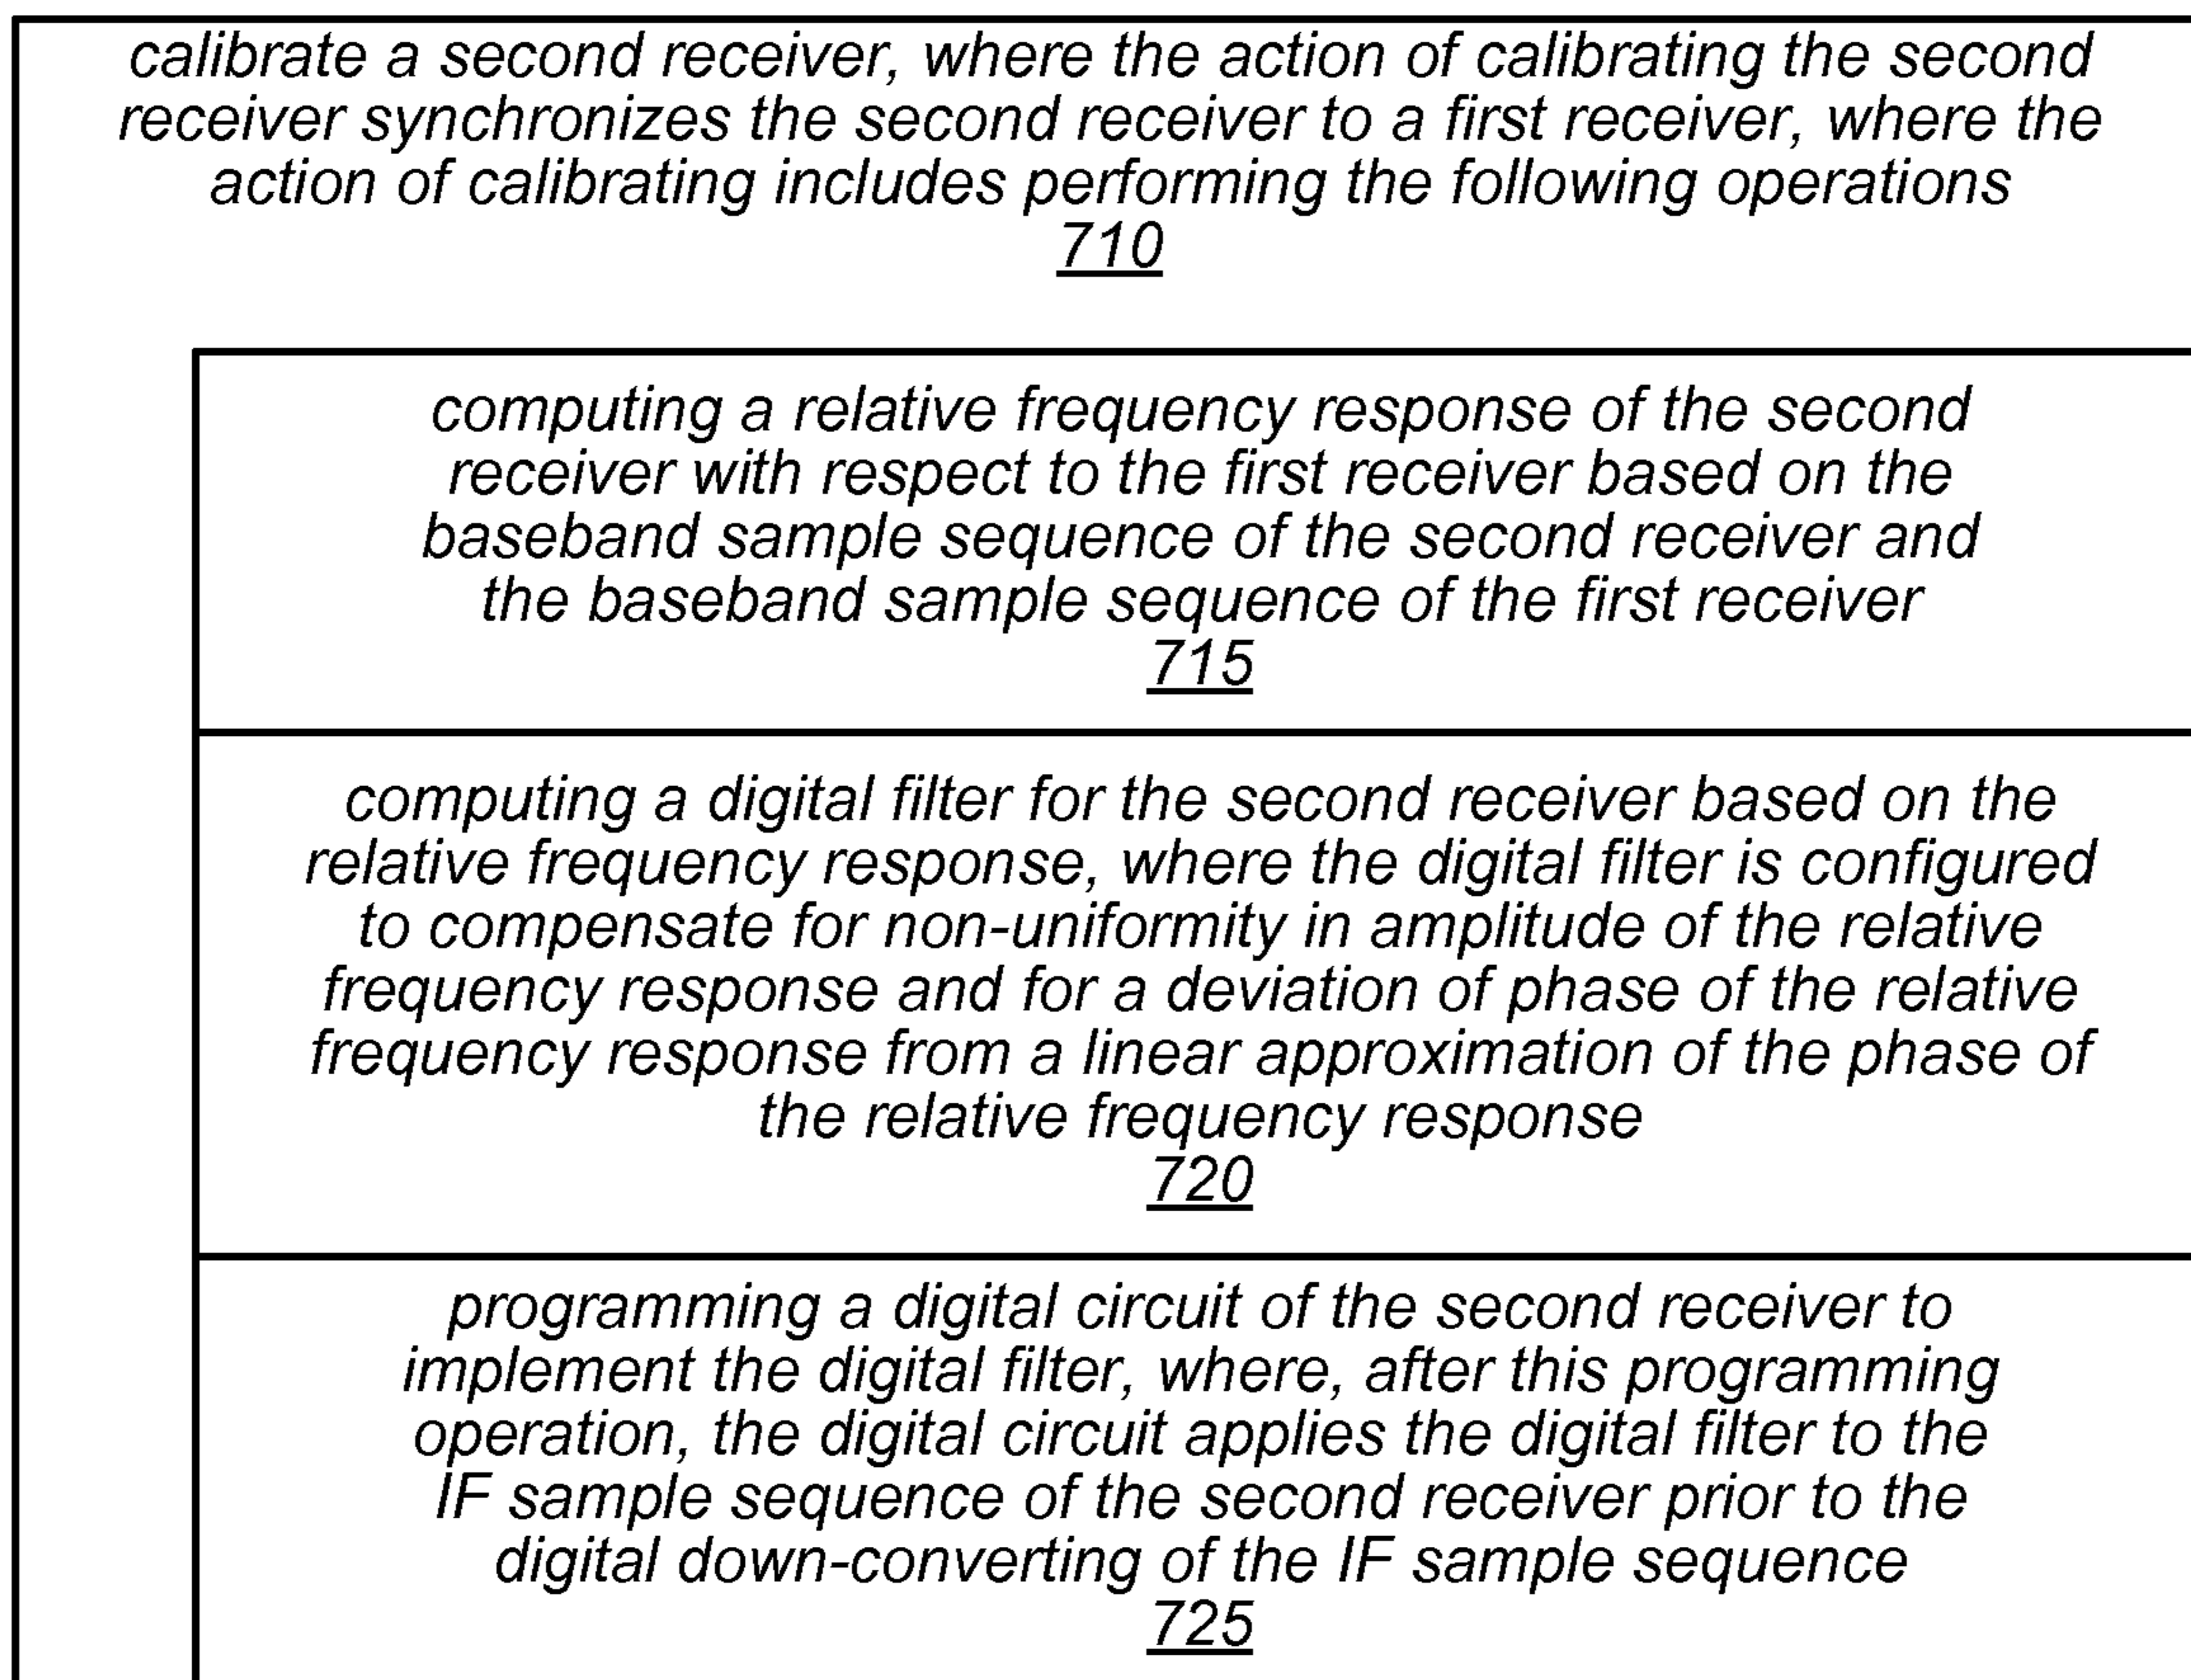 calibrate a second receiver, where the action of calibrating the second
receiver synchronizes the second receiver to a first receiver, where the
action of calibrating includes performing the following operations
710
computing a relative frequency response of the second
receiver with respect to the first receiver based on the
baseband sample sequence of the second receiver and
the baseband sample sequence of the first receiver
715
computing a digital filter for the second receiver based on the
relative frequency response, where the digital filter is configured
to compensate for non-uniformity in amplitude of the relative
frequency response and for a deviation of phase of the relative
frequency response from a linear approximation of the phase of
the relative frequency response
720
programming a digital circuit of the second receiver to
implement the digital filter, where, after this programming
operation, the digital circuit applies the digital filter to the
IF sample sequence of the second receiver prior to the
digital down-converting of the IF sample sequence
725